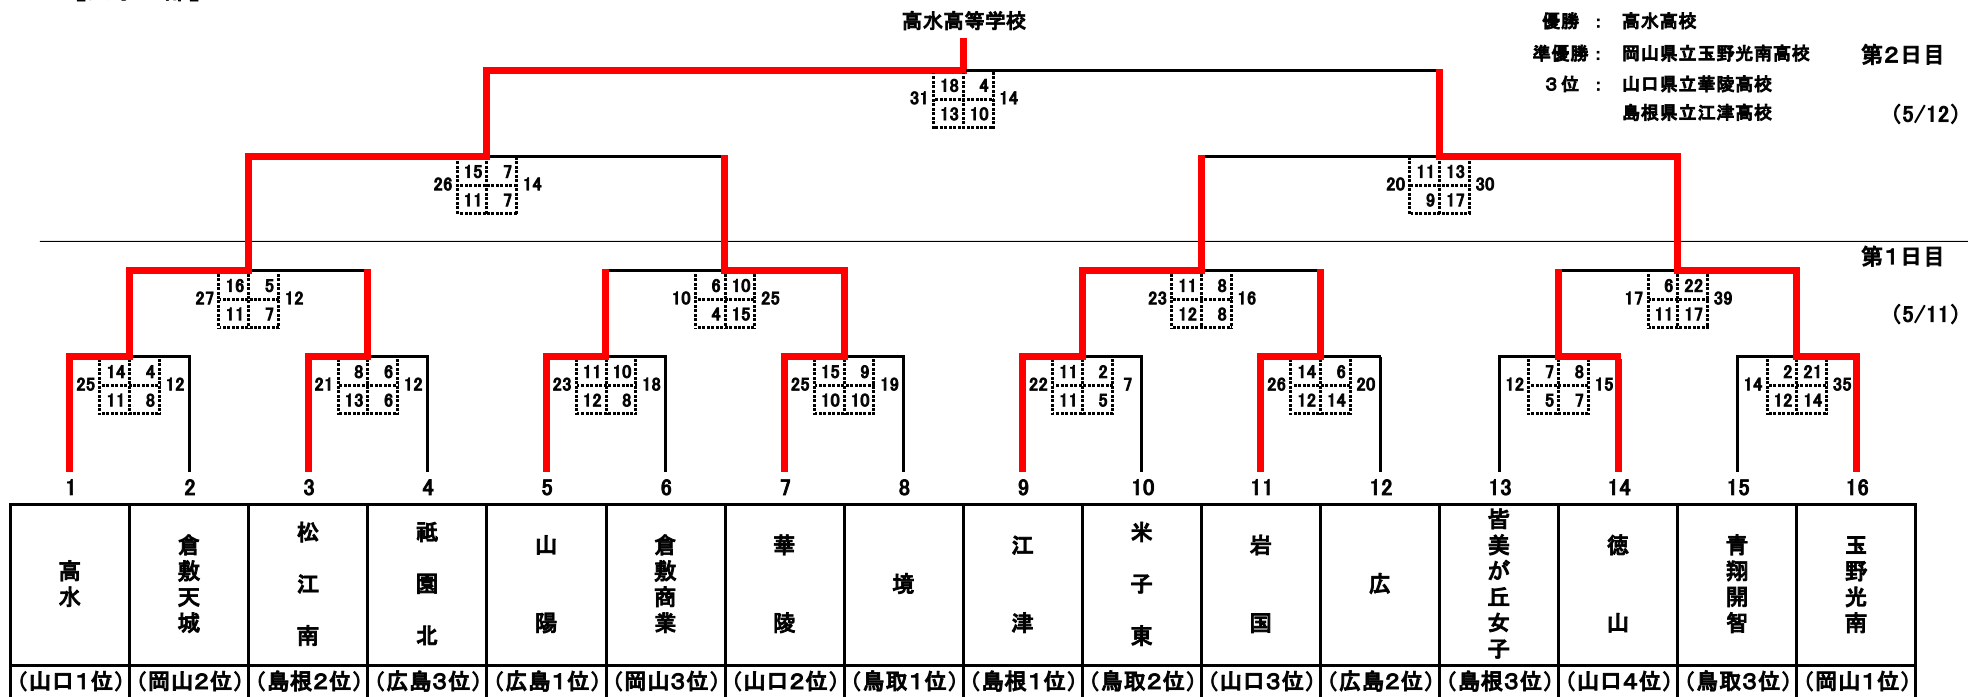 高水高等学校
優勝 : 高水高校
準優勝 : 岡山県立玉野光南高校 第2日目
3位 : 山口県立華陵高校
島根県立江津高校 (5/12)
31 18 4 14
13 10
26 15 7 14
11 7
20 11 13 30
9 17
第1日目
(5/11)
27 16 5 12
11 7
10 6 10 25
4 15
23 11 8 16
12 8
17 6 22 39
11 17
25 14 4 12
11 8
21 8 6 12
13 6
23 11 10 18
12 8
25 15 9 19
10 10
22 11 2 7
11 5
26 14 6 20
12 14
12 7 8 15
5 7
14 2 21 35
12 14
1 2 3 4 5 6 7 8 9 10 11 12 13 14 15 16
高水
倉敷天城
松江南
祗園北
山陽
倉敷商業
華陵
境
江津
米子東
岩国
広
皆美が丘女子
徳山
青翔開智
玉野光南
(山口1位) (岡山2位) (島根2位) (広島3位) (広島1位) (岡山3位) (山口2位) (鳥取1位) (島根1位) (鳥取2位) (山口3位) (広島2位) (島根3位) (山口4位) (鳥取3位) (岡山1位)